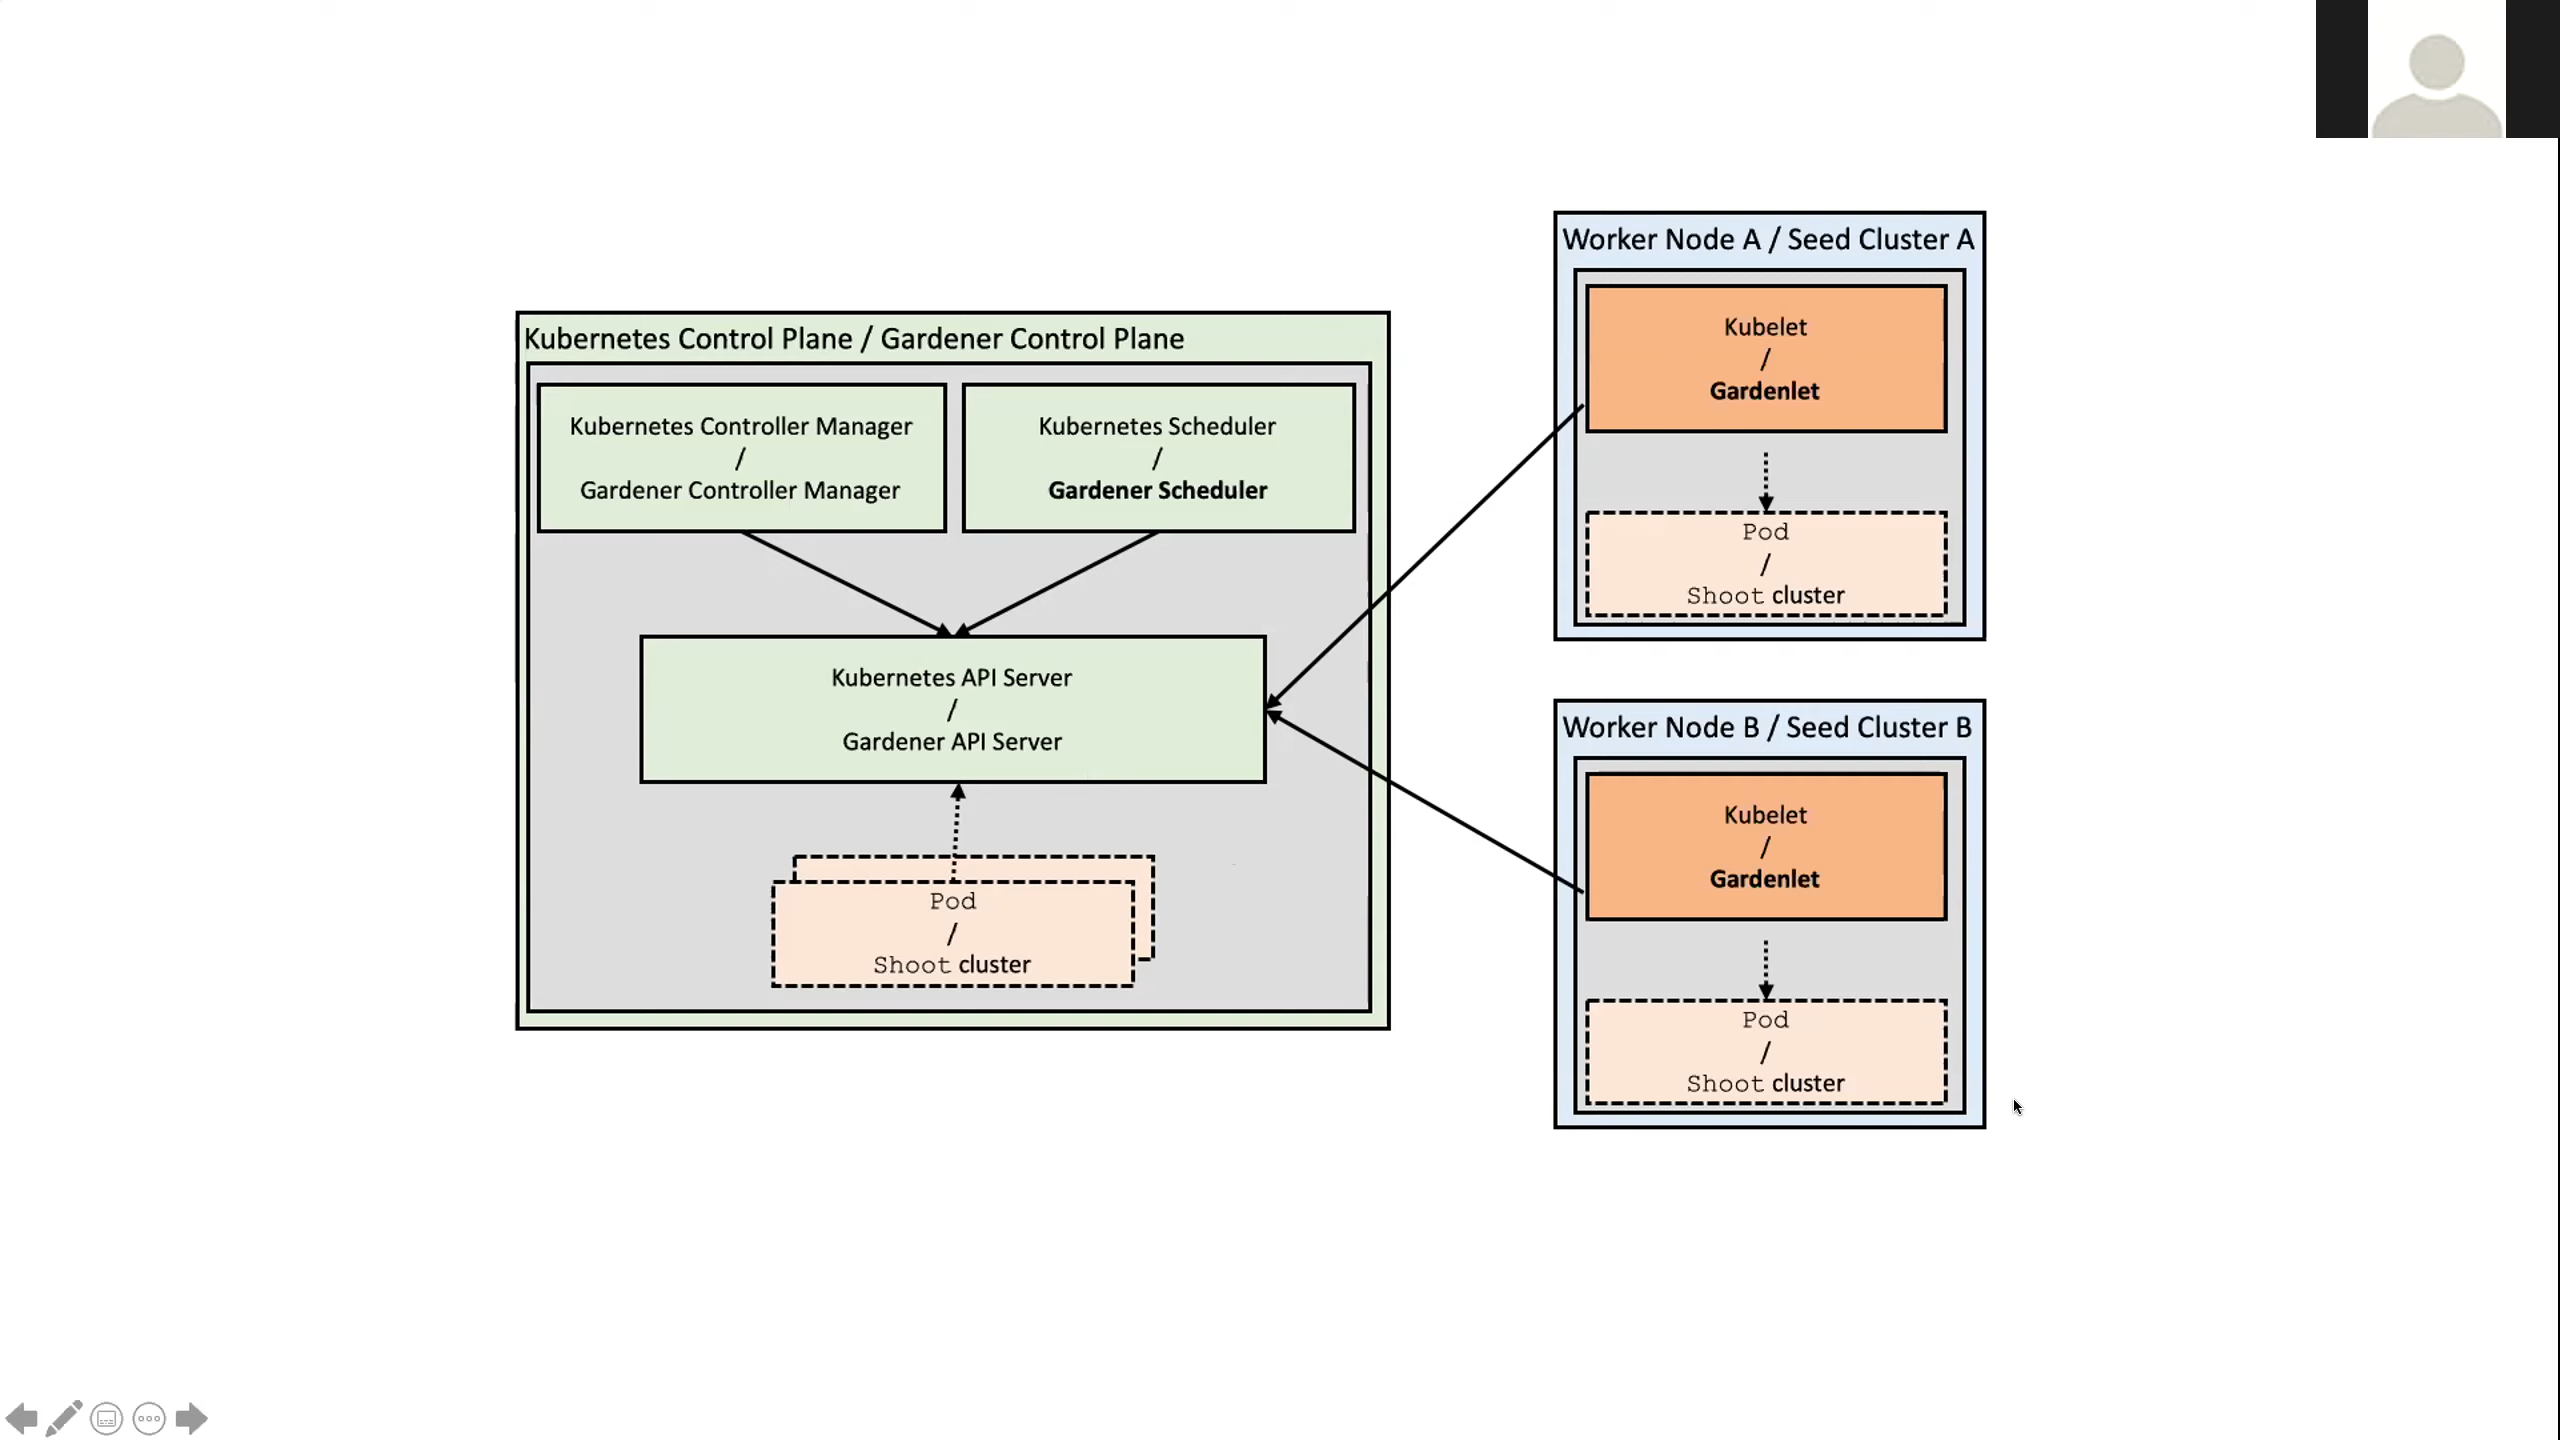 Kubernetes Control Plane / Gardener Control Plane
Kubernetes Controller Manager
/
Gardener Controller Manager
Kubernetes Scheduler
/
Gardener Scheduler
Kubernetes API Server
/
Gardener API Server
Pod
/
Shoot cluster
Worker Node A / Seed Cluster A
Kubelet
/
Gardenlet
Pod
/
Shoot cluster
Worker Node B / Seed Cluster B
Kubelet
/
Gardenlet
Pod
/
Shoot cluster